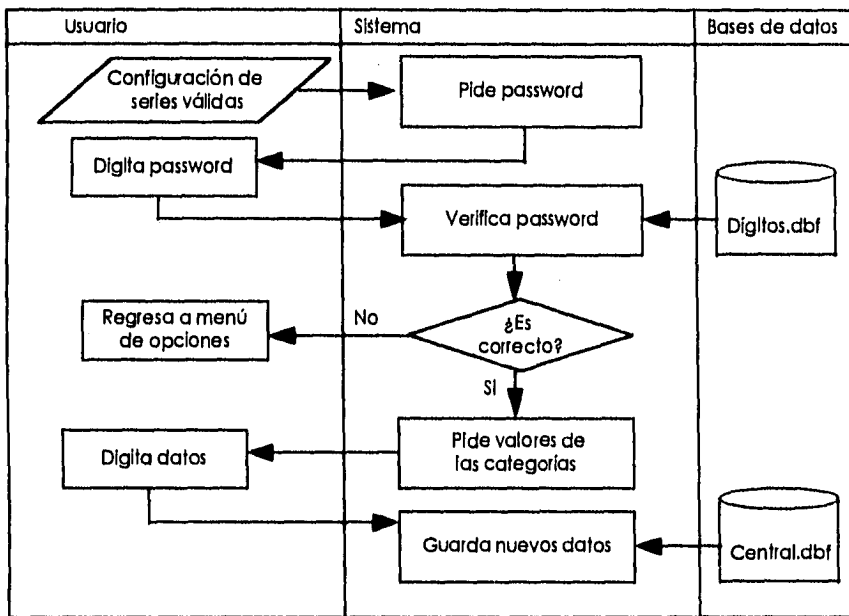 Usuario
Sistema
Bases de datos
Configuración de
series válidas
Pide password
Digita password
Verifica password
Digitos.dbf
Regresa a menú
de opciones
No
¿Es
correcto?
SI
Pide valores de
las categorías
Digita datos
Guarda nuevos datos
Central.dbf